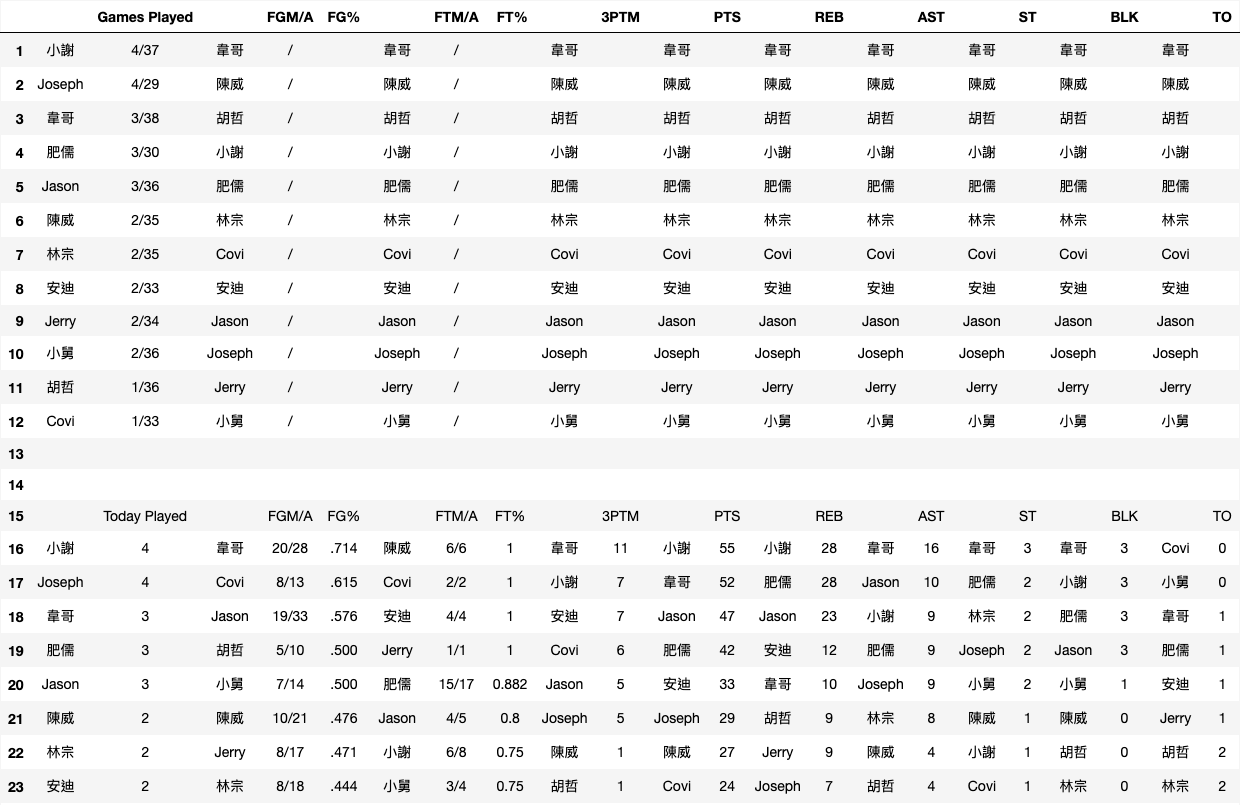 Games Played FGM/A FG% FTM/A FT% 3PTM PTS REB AST ST BLK TO
1 小謝 4/37 韋哥 / 韋哥 / 韋哥 韋哥 韋哥 韋哥 韋哥 韋哥 韋哥
2 Joseph 4/29 陳威 / 陳威 / 陳威 陳威 陳威 陳威 陳威 陳威 陳威
3 韋哥 3/38 胡哲 / 胡哲 / 胡哲 胡哲 胡哲 胡哲 胡哲 胡哲 胡哲
4 肥儒 3/30 小謝 / 小謝 / 小謝 小謝 小謝 小謝 小謝 小謝 小謝
5 Jason 3/36 肥儒 / 肥儒 / 肥儒 肥儒 肥儒 肥儒 肥儒 肥儒 肥儒
6 陳威 2/35 林宗 / 林宗 / 林宗 林宗 林宗 林宗 林宗 林宗 林宗
7 林宗 2/35 Covi / Covi / Covi Covi Covi Covi Covi Covi Covi
8 安迪 2/33 安迪 / 安迪 / 安迪 安迪 安迪 安迪 安迪 安迪 安迪
9 Jerry 2/34 Jason / Jason / Jason Jason Jason Jason Jason Jason Jason
10 小舅 2/36 Joseph / Joseph / Joseph Joseph Joseph Joseph Joseph Joseph Joseph
11 胡哲 1/36 Jerry / Jerry / Jerry Jerry Jerry Jerry Jerry Jerry Jerry
12 Covi 1/33 小舅 / 小舅 / 小舅 小舅 小舅 小舅 小舅 小舅 小舅
13
14
15 Today Played FGM/A FG% FTM/A FT% 3PTM PTS REB AST ST BLK TO
16 小謝 4 韋哥 20/28 .714 陳威 6/6 1 韋哥 11 小謝 55 小謝 28 韋哥 16 韋哥 3 韋哥 3 Covi 0
17 Joseph 4 Covi 8/13 .615 Covi 2/2 1 小謝 7 韋哥 52 肥儒 28 Jason 10 肥儒 2 小謝 3 小舅 0
18 韋哥 3 Jason 19/33 .576 安迪 4/4 1 安迪 7 Jason 47 Jason 23 小謝 9 林宗 2 肥儒 3 韋哥 1
19 肥儒 3 胡哲 5/10 .500 Jerry 1/1 1 Covi 6 肥儒 42 安迪 12 肥儒 9 Joseph 2 Jason 3 肥儒 1
20 Jason 3 小舅 7/14 .500 肥儒 15/17 0.882 Jason 5 安迪 33 韋哥 10 Joseph 9 小舅 2 小舅 1 安迪 1
21 陳威 2 陳威 10/21 .476 Jason 4/5 0.8 Joseph 5 Joseph 29 胡哲 9 林宗 8 陳威 1 陳威 0 Jerry 1
22 林宗 2 Jerry 8/17 .471 小謝 6/8 0.75 陳威 1 陳威 27 Jerry 9 陳威 4 小謝 1 胡哲 0 胡哲 2
23 安迪 2 林宗 8/18 .444 小舅 3/4 0.75 胡哲 1 Covi 24 Joseph 7 胡哲 4 Covi 1 林宗 0 林宗 2